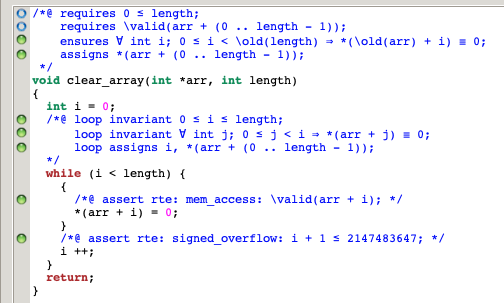 /*@ requires 0 ≤ length;
requires \valid(arr + (0 .. length - 1));
ensures ∀ int i; 0 ≤ i < \old(length) ⇒ *(\old(arr) + i) ≡ 0;
assigns *(arr + (0 .. length - 1));
*/
void clear_array(int *arr, int length)
{
int i = 0;
/*@ loop invariant 0 ≤ i ≤ length;
loop invariant ∀ int j; 0 ≤ j < i ⇒ *(arr + j) ≡ 0;
loop assigns i, *(arr + (0 .. length - 1));
*/
while (i < length) {
{
/*@ assert rte: mem_access: \valid(arr + i); */
*(arr + i) = 0;
}
/*@ assert rte: signed_overflow: i + 1 ≤ 2147483647; */
i ++;
}
return;
}